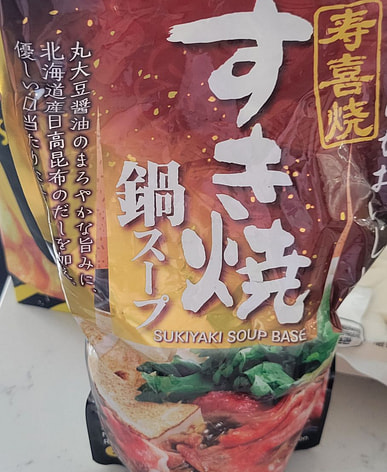 寿喜焼
すき焼
鍋スープ
丸大豆醤油のまろやかな旨みに、
北海道産日高昆布のだしを加え、
優しい口当たり
SUKIYAKI SOUP BASE